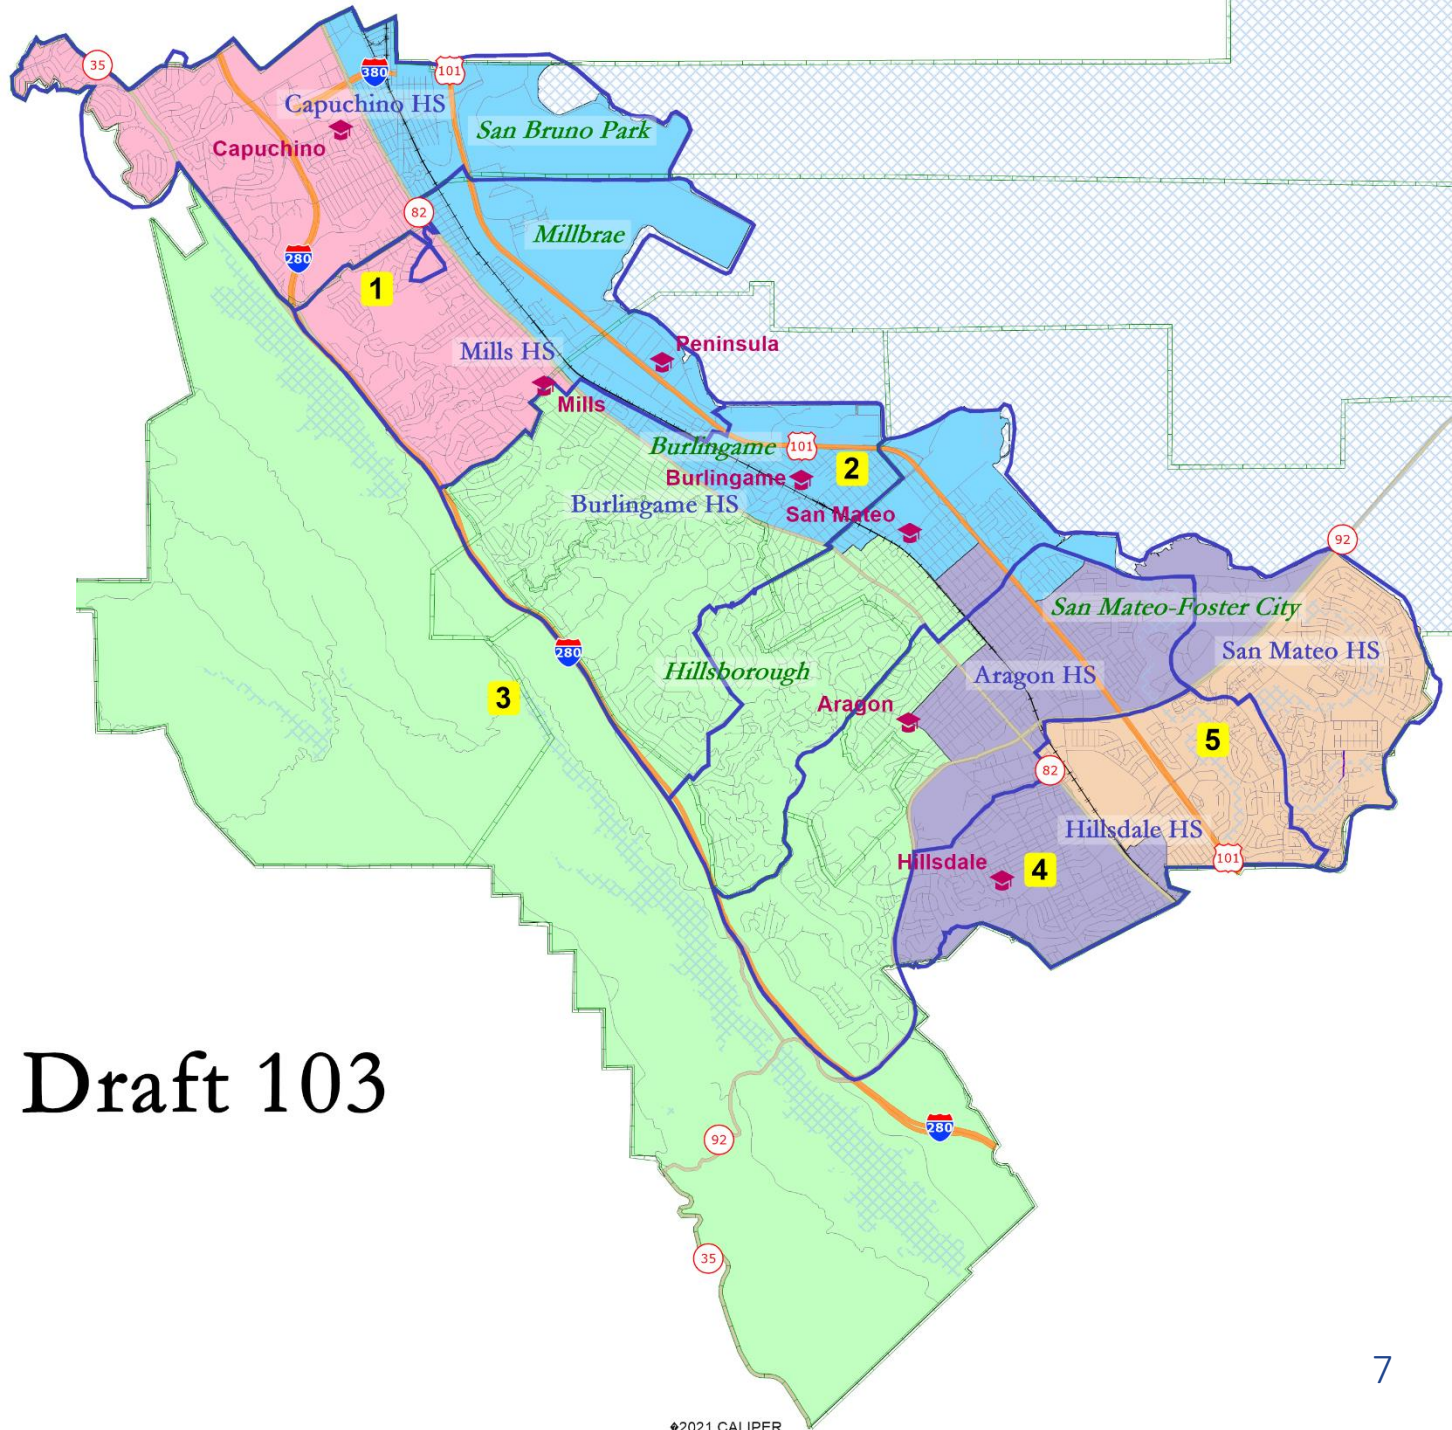 35
380
101
Capuchino HS
San Bruno Park
Capuchino
82
Millbrae
280
1
Peninsula
Mills HS
Mills
Burlingame
101
2
Burlingame
Burlingame HS
San Mateo
92
San Mateo-Foster City
280
San Mateo HS
Hillsborough
Aragon HS
3
Aragon
5
82
Hillsdale HS
101
Hillsdale
4
Draft 103
280
92
35
7
�2021 CALIPER